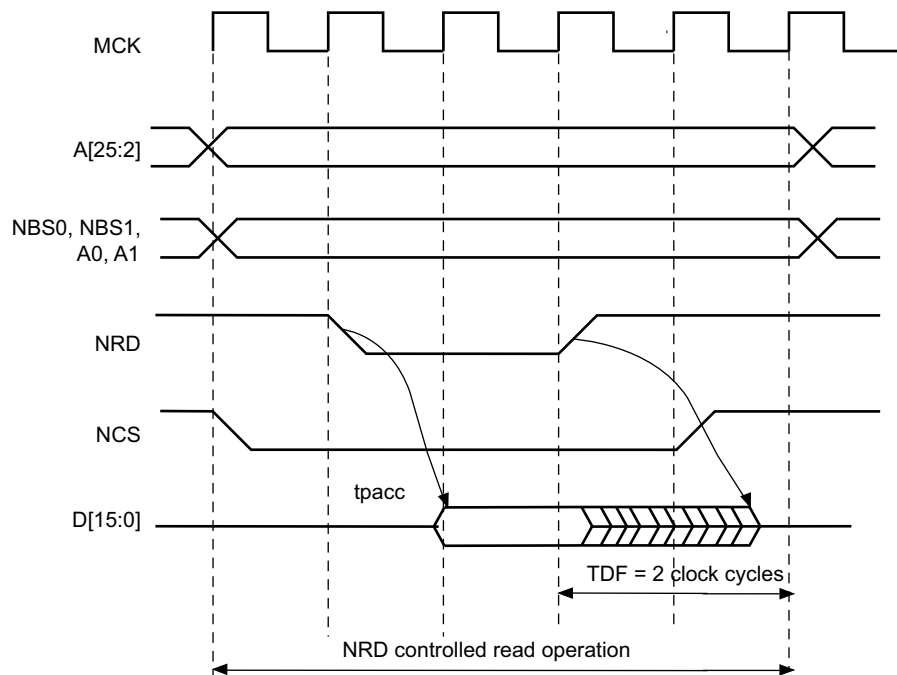 MCK
A[25:2]
NBS0, NBS1,
A0, A1
NRD
NCS
tpacc
D[15:0]
TDF = 2 clock cycles
NRD controlled read operation